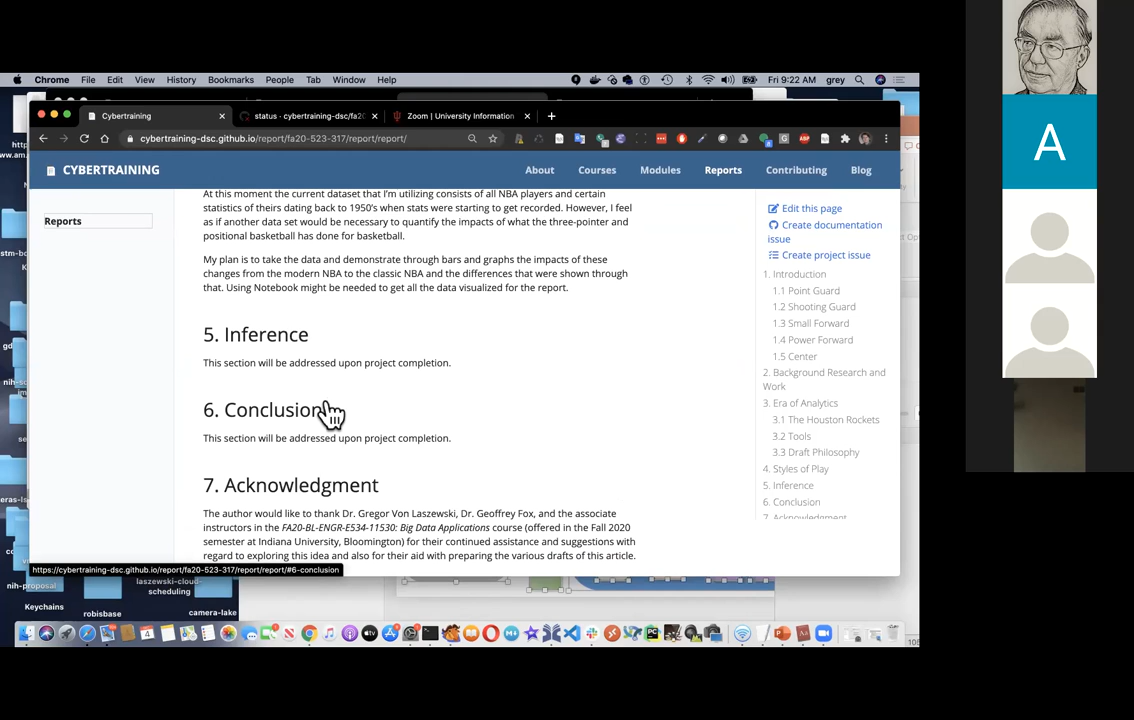 Chrome File Edit View History Bookmarks People Tab Window Help
Fri 9:22 AM grey
Cybertraining
status · cybertraining-dsc/fa20
Zoom | University Information
cybertraining-dsc.github.io/report/fa20-523-317/report/report/
CYBERTRAINING
About Courses Modules Reports Contributing Blog
Reports
At this moment the current dataset that I'm utilizing consists of all NBA players and certain
statistics of theirs dating back to 1950's when stats were starting to get recorded. However, I feel
as if another data set would be necessary to quantify the impacts of what the three-pointer and
positional basketball has done for basketball.
My plan is to take the data and demonstrate through bars and graphs the impacts of these
changes from the modern NBA to the classic NBA and the differences that were shown through
that. Using Notebook might be needed to get all the data visualized for the report.
5. Inference
This section will be addressed upon project completion.
6. Conclusion
This section will be addressed upon project completion.
7. Acknowledgment
The author would like to thank Dr. Gregor Von Laszewski, Dr. Geoffrey Fox, and the associate
instructors in the FA20-BL-ENGR-E534-11530: Big Data Applications course (offered in the Fall 2020
semester at Indiana University, Bloomington) for their continued assistance and suggestions with
regard to exploring this idea and also for their aid with preparing the various drafts of this article.
Edit this page
Create documentation
issue
Create project issue
1. Introduction
1.1 Point Guard
1.2 Shooting Guard
1.3 Small Forward
1.4 Power Forward
1.5 Center
2. Background Research and
Work
3. Era of Analytics
3.1 The Houston Rockets
3.2 Tools
3.3 Draft Philosophy
4. Styles of Play
5. Inference
6. Conclusion
7. Acknowledgment
https://cybertraining-dsc.github.io/report/fa20-523-317/report/report/#6-conclusion
nih-proposal
laszewski-cloud-
scheduling
Keychains
robisbase
camera-lake
A